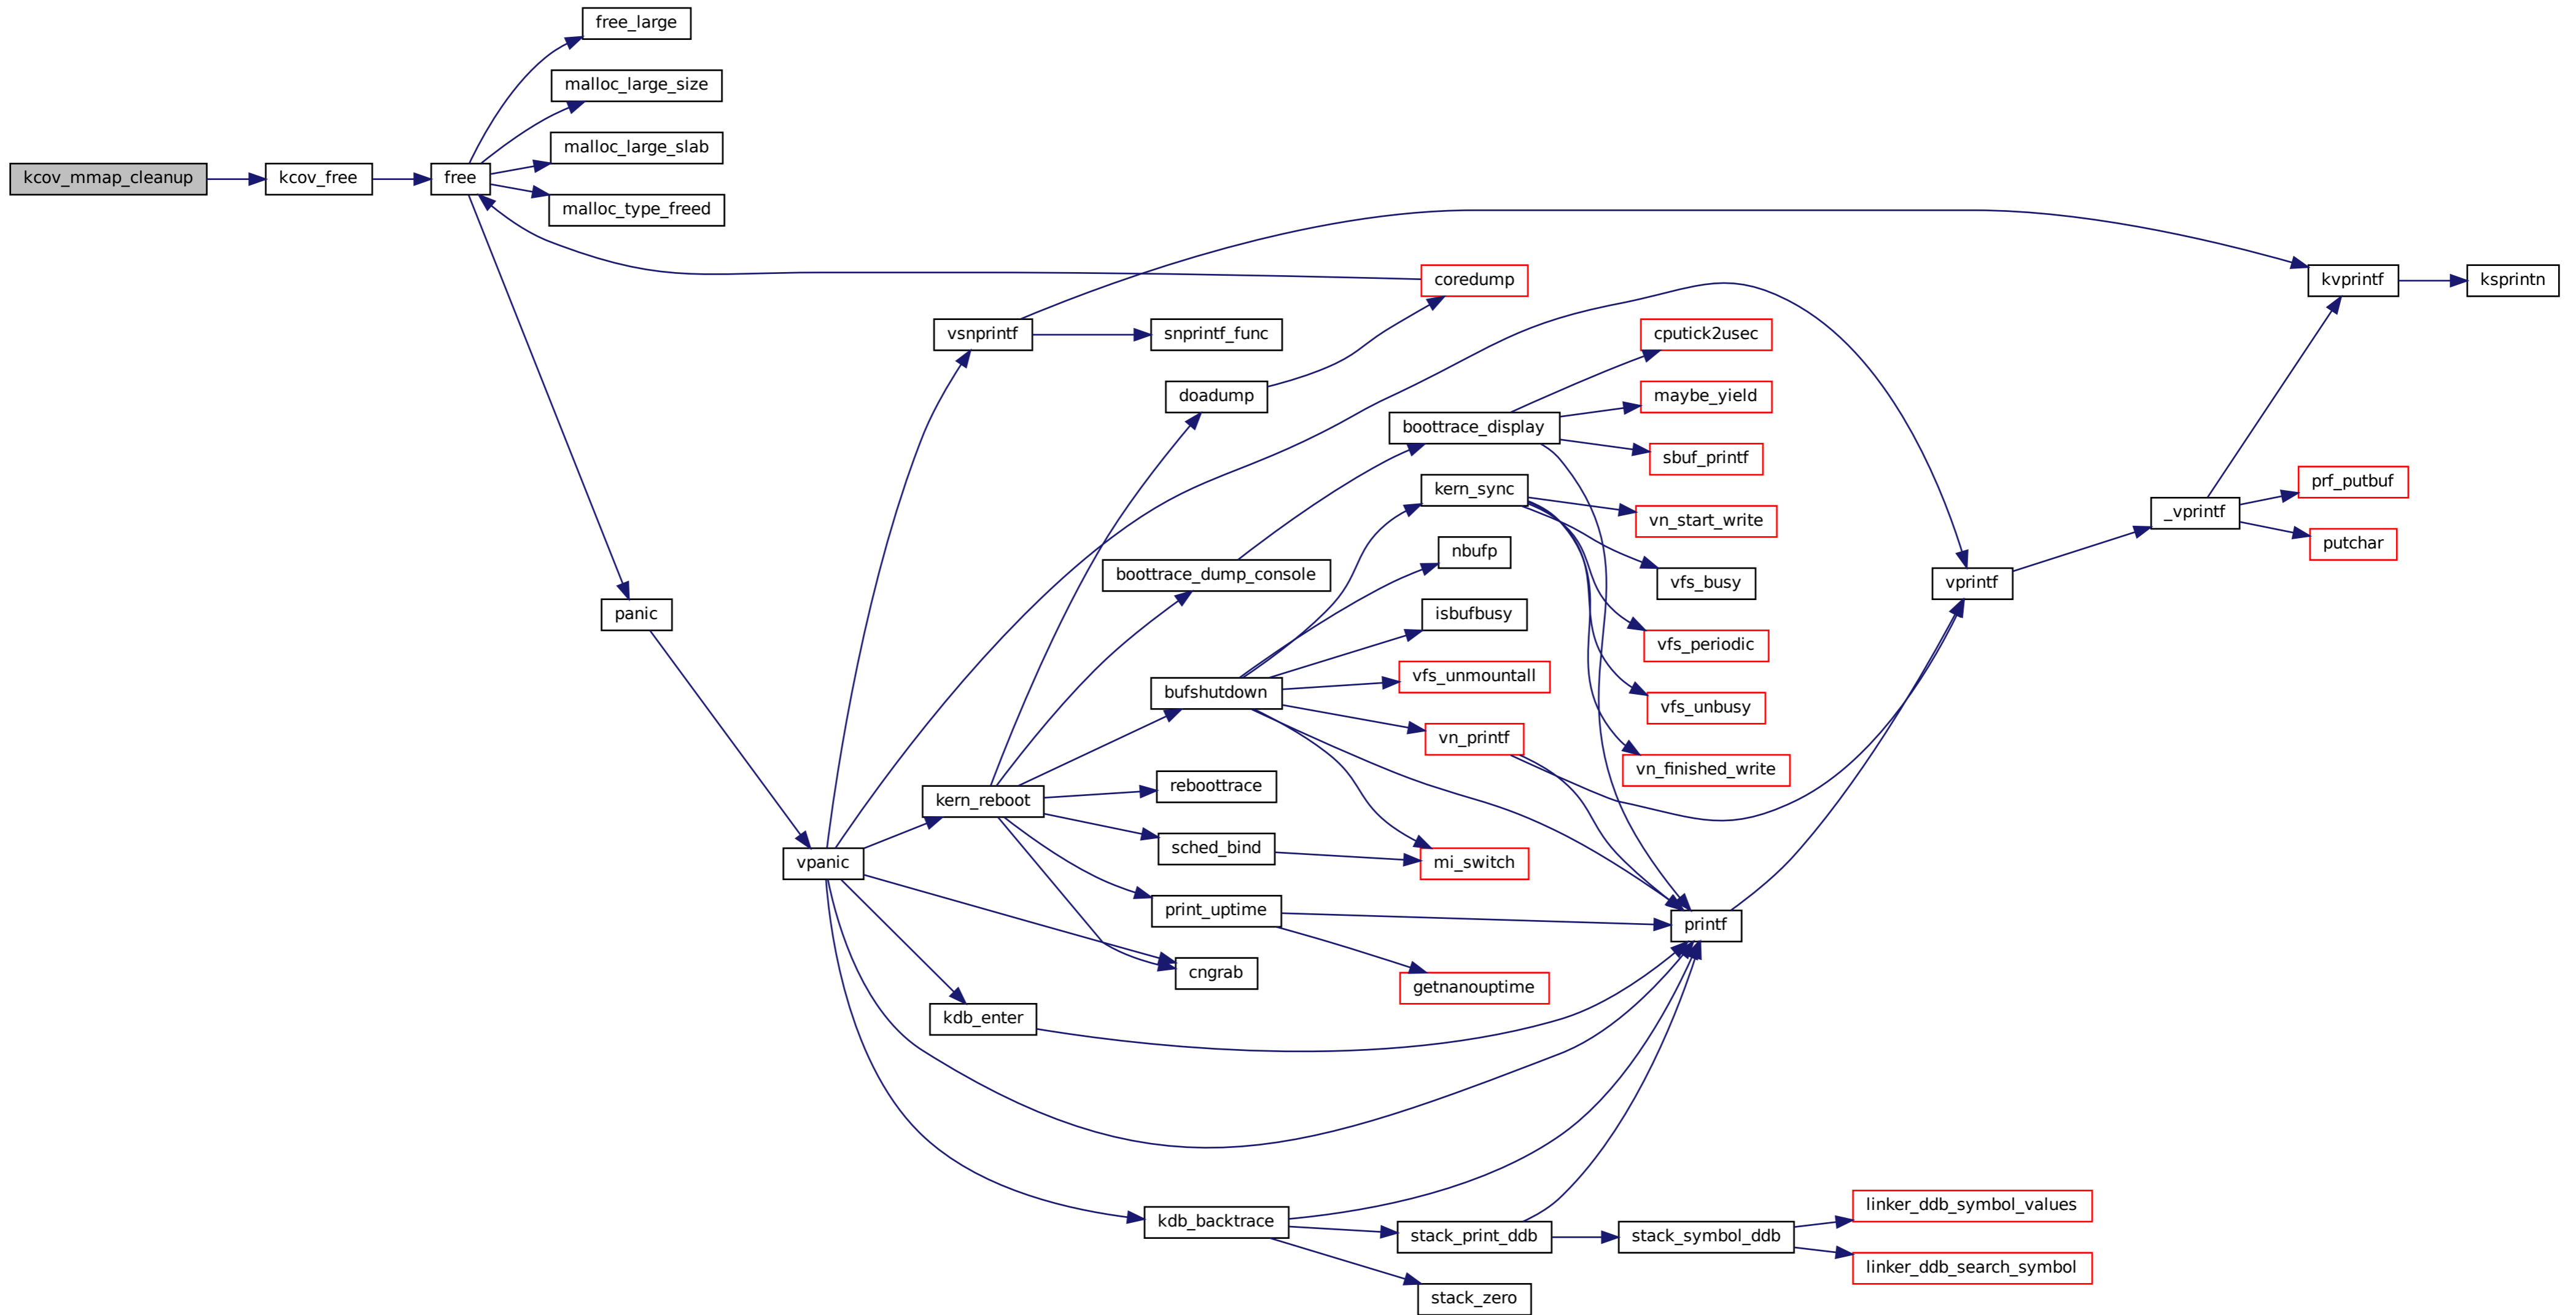 free_large
malloc_large_size
malloc_large_slab
kcov_mmap_cleanup
kcov_free
free
malloc_type_freed
coredump
kvprintf
ksprintn
vsnprintf
snprintf_func
cputick2usec
doadump
maybe_yield
boottrace_display
sbuf_printf
prf_putbuf
kern_sync
vn_start_write
_vprintf
nbufp
putchar
boottrace_dump_console
vfs_busy
vprintf
panic
isbufbusy
vfs_periodic
bufshutdown
vfs_unmountall
vfs_unbusy
vn_printf
vn_finished_write
kern_reboot
reboottrace
vpanic
sched_bind
mi_switch
print_uptime
printf
cngrab
getnanouptime
kdb_enter
linker_ddb_symbol_values
kdb_backtrace
stack_print_ddb
stack_symbol_ddb
linker_ddb_search_symbol
stack_zero